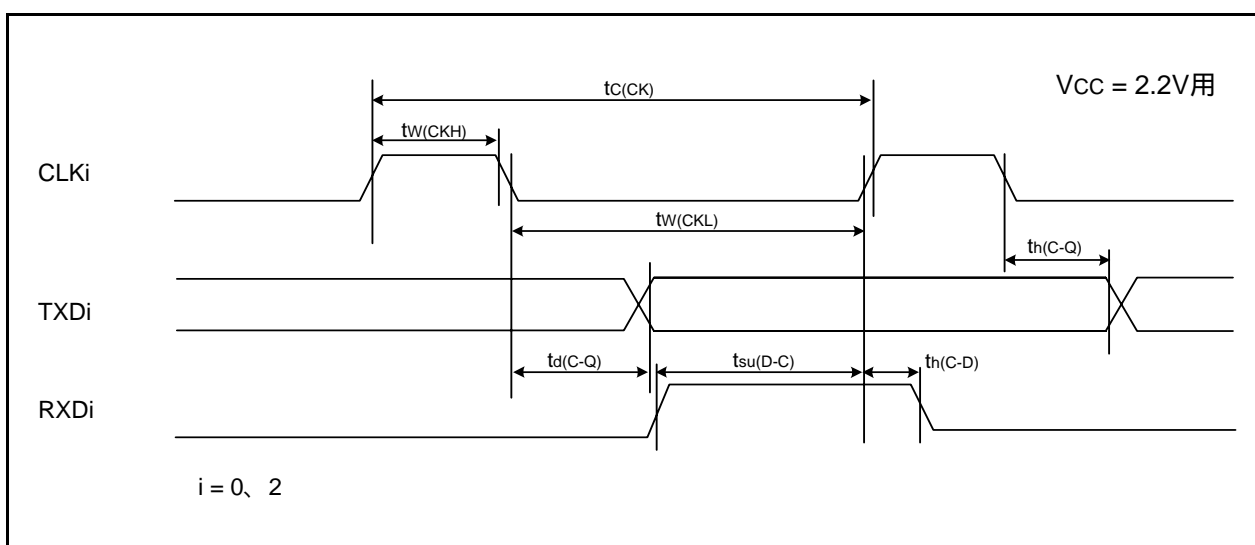 tC(CK)
VCC = 2.2V用
tW(CKH)
CLKi
tW(CKL)
th(C-Q)
TXDi
td(C-Q)
tsu(D-C)
th(C-D)
RXDi
i = 0、2